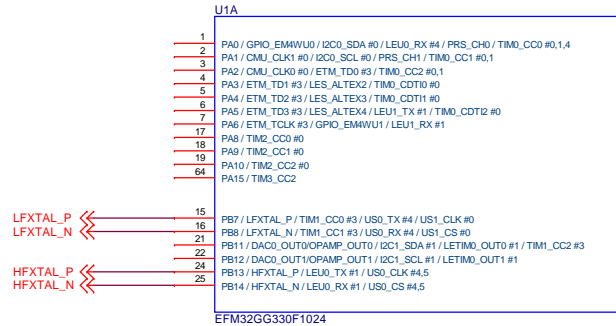 U1A
1 PA0 / GPIO_EM4WU0 / I2C0_SDA #0 / LEU0_RX #4 / PRS_CH0 / TIM0_CC0 #0,1,4
2 PA1 / CMU_CLK1 #0 / I2C0_SCL #0 / PRS_CH1 / TIM0_CC1 #0,1
3 PA2 / CMU_CLK0 #0 / ETM_TD0 #3 / TIM0_CC2 #0,1
4 PA3 / ETM_TD1 #3 / LES_ALTEX2 / TIM0_CDTI0 #0
5 PA4 / ETM_TD2 #3 / LES_ALTEX3 / TIM0_CDTI1 #0
6 PA5 / ETM_TD3 #3 / LES_ALTEX4 / LEU1_TX #1 / TIM0_CDTI2 #0
7 PA6 / ETM_TCLK #3 / GPIO_EM4WU1 / LEU1_RX #1
17 PA8 / TIM2_CC0 #0
18 PA9 / TIM2_CC1 #0
19 PA10 / TIM2_CC2 #0
64 PA15 / TIM3_CC2
LFXTAL_P 15 PB7 / LFXTAL_P / TIM1_CC0 #3 / US0_TX #4 / US1_CLK #0
LFXTAL_N 16 PB8 / LFXTAL_N / TIM1_CC1 #3 / US0_RX #4 / US1_CS #0
21 PB11 / DAC0_OUT0/OPAMP_OUT0 / I2C1_SDA #1 / LETIM0_OUT0 #1 / TIM1_CC2 #3
22 PB12 / DAC0_OUT1/OPAMP_OUT1 / I2C1_SCL #1 / LETIM0_OUT1 #1
HFXTAL_P 24 PB13 / HFXTAL_P / LEU0_TX #1 / US0_CLK #4,5
HFXTAL_N 25 PB14 / HFXTAL_N / LEU0_RX #1 / US0_CS #4,5
EFM32GG330F1024